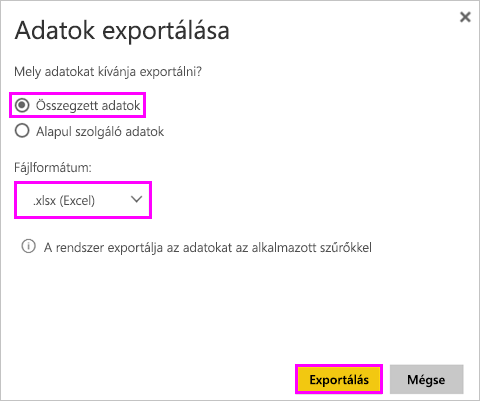 Adatok exportálása
Mely adatokat kívánja exportálni?
Összegzett adatok
Alapul szolgáló adatok
Fájlformátum:
.xlsx (Excel)
A rendszer exportálja az adatokat az alkalmazott szűrőkkel
Exportálás
Mégse